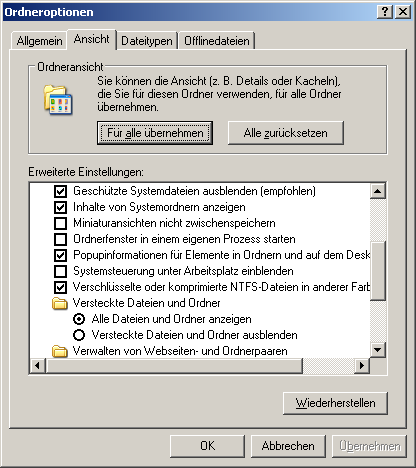 Ordneroptionen
Allgemein Ansicht Dateitypen Offlinedateien
Ordneransicht
Sie können die Ansicht (z. B. Details oder Kacheln),
die Sie für diesen Ordner verwenden, für alle Ordner
übernehmen.
Für alle übernehmen Alle zurücksetzen
Erweiterte Einstellungen:
Geschützte Systemdateien ausblenden (empfohlen)
Inhalte von Systemordnern anzeigen
Miniaturansichten nicht zwischenspeichern
Ordnerfenster in einem eigenen Prozess starten
Popupinformationen für Elemente in Ordnern und auf dem Desk
Systemsteuerung unter Arbeitsplatz einblenden
Verschlüsselte oder komprimierte NTFS-Dateien in anderer Farb
Versteckte Dateien und Ordner
Alle Dateien und Ordner anzeigen
Versteckte Dateien und Ordner ausblenden
Verwalten von Webseiten- und Ordnerpaaren
Wiederherstellen
OK Abbrechen Übernehmen